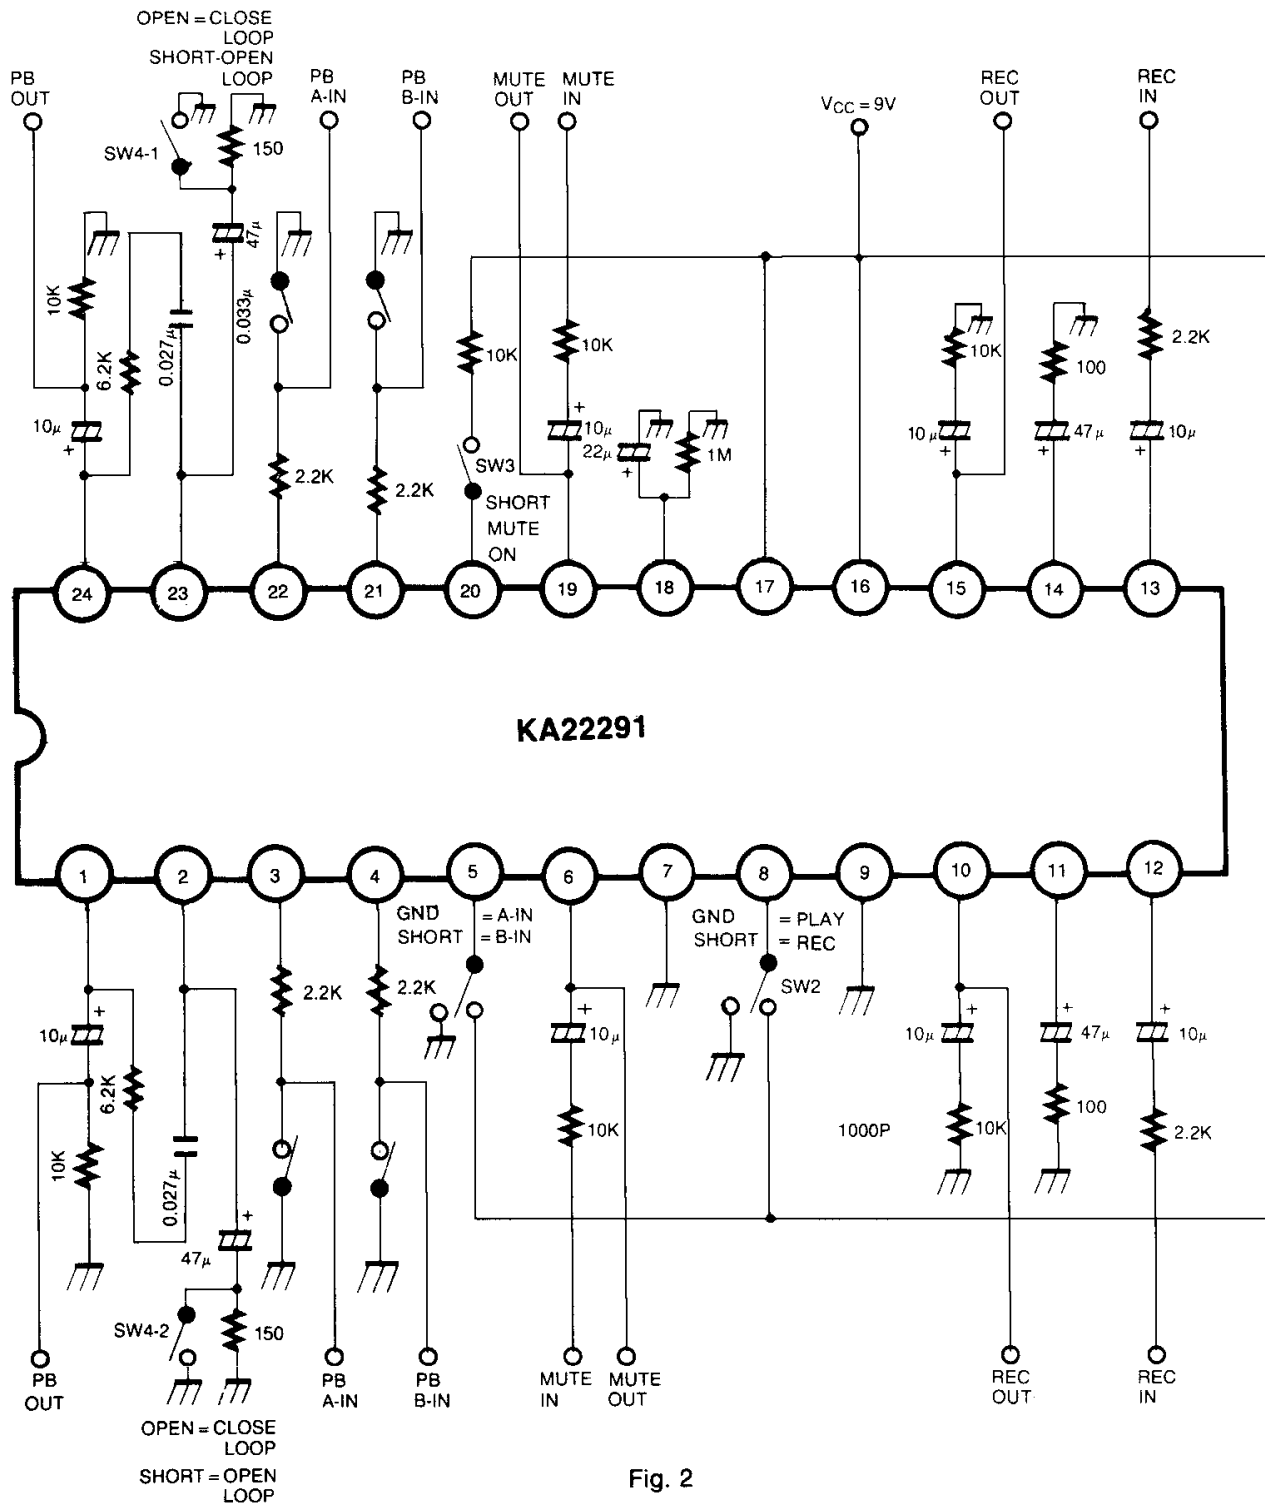 OPEN = CLOSE
LOOP
SHORT-OPEN
LOOP
PB
OUT
PB
A-IN
PB
B-IN
MUTE
OUT
MUTE
IN
VCC = 9V
REC
OUT
REC
IN
SW4-1
150
47μ
+
10K
6.2K
0.027μ
0.033μ
10μ
+
2.2K
2.2K
10K
SW3
SHORT
MUTE
ON
10K
+
10μ
22μ
+
1M
10K
10μ
+
100
47μ
+
2.2K
10μ
+
24
23
22
21
20
19
18
17
16
15
14
13
KA22291
1
2
3
4
5
6
7
8
9
10
11
12
GND = A-IN
SHORT = B-IN
GND = PLAY
SHORT = REC
SW2
+
10μ
6.2K
10K
0.027μ
+
47μ
2.2K
2.2K
+
10μ
10K
1000P
+
10μ
10K
+
47μ
100
+
10μ
2.2K
SW4-2
150
PB
OUT
PB
A-IN
PB
B-IN
MUTE
IN
MUTE
OUT
REC
OUT
REC
IN
OPEN = CLOSE
LOOP
SHORT = OPEN
LOOP
Fig. 2